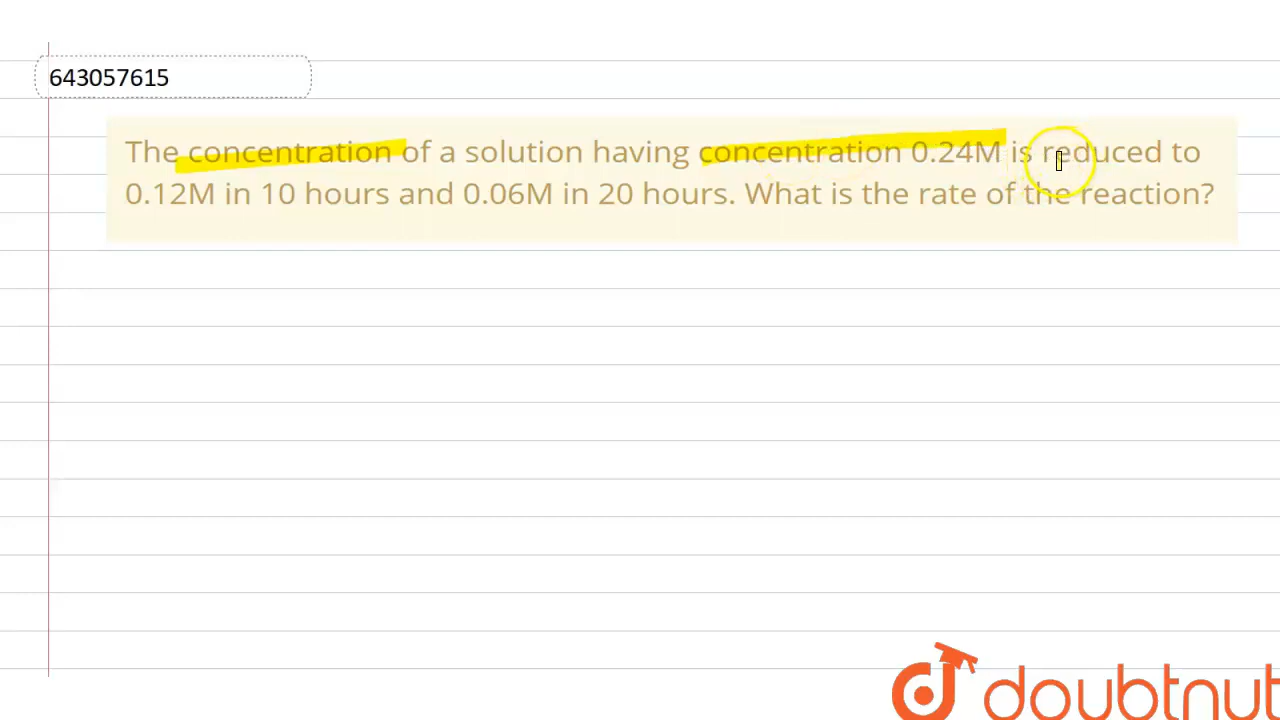 643057615
The concentration of a solution having concentration 0.24M is reduced to
0.12M in 10 hours and 0.06M in 20 hours. What is the rate of the reaction?
doubtnut